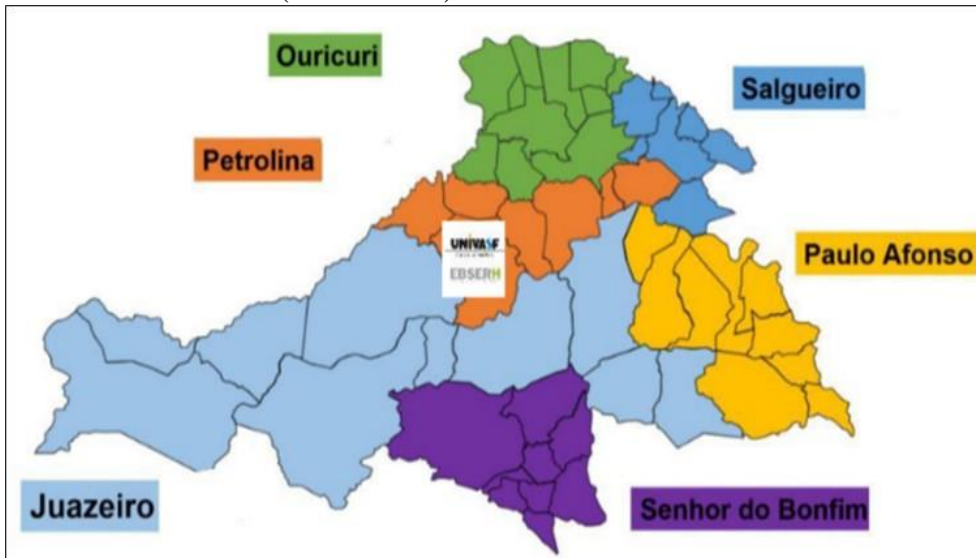 Ouricuri
Salgueiro
Petrolina
UNIVASF
EBSERH
Paulo Afonso
Juazeiro
Senhor do Bonfim